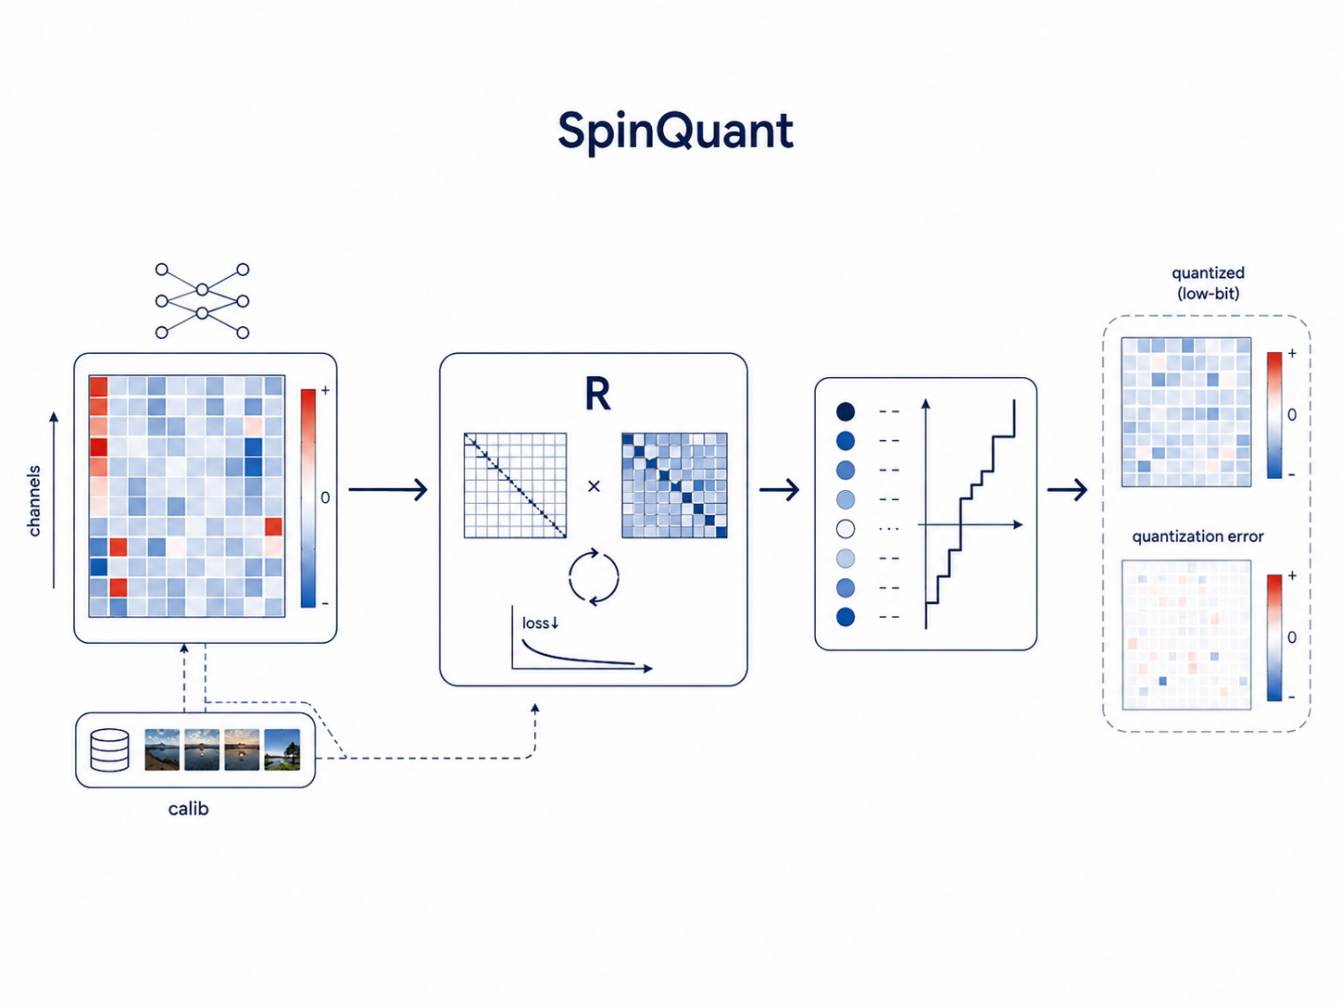 SpinQuant
channels
+
0
-
calib
R
×
loss↓
-- 
--
--
--
...
--
--
--
quantized
(low-bit)
+
0
-
quantization error
+
0
-